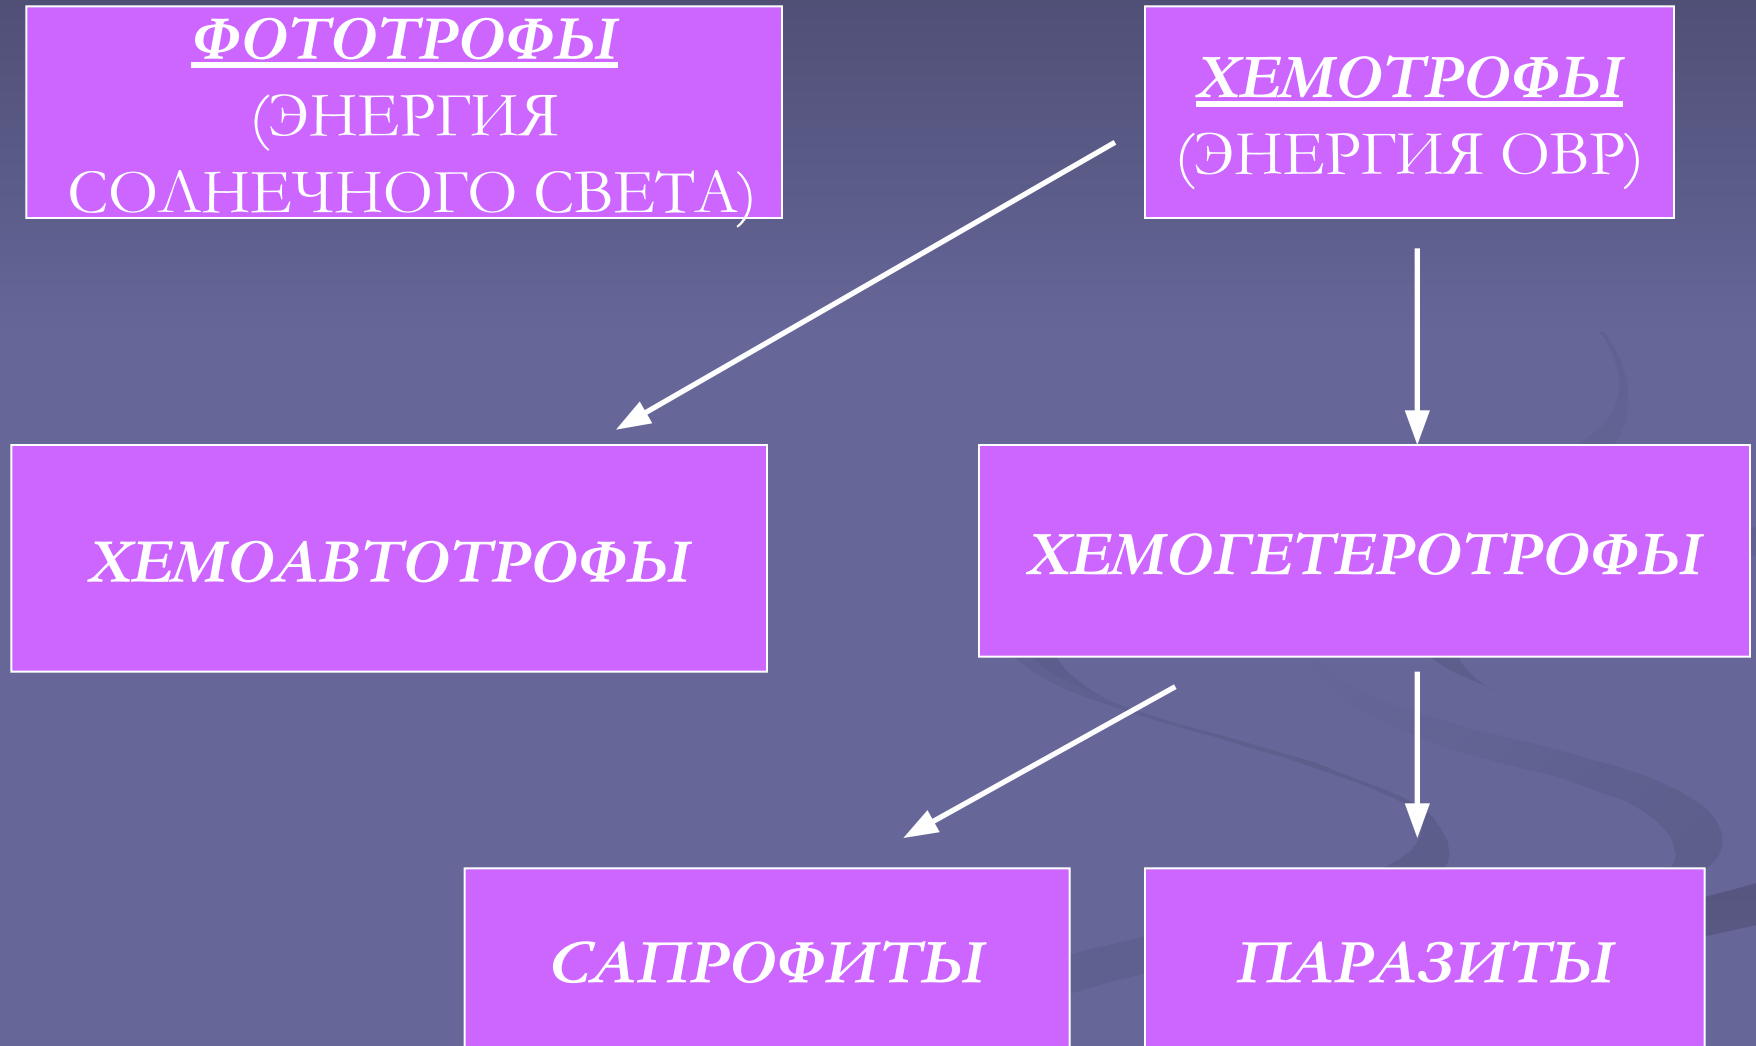 ФОТОТРОФЫ
(ЭНЕРГИЯ
СОЛНЕЧНОГО СВЕТА)
ХЕМОТРОФЫ
(ЭНЕРГИЯ ОВР)
ХЕМОАВТОТРОФЫ
ХЕМОГЕТЕРОТРОФЫ
САПРОФИТЫ
ПАРАЗИТЫ